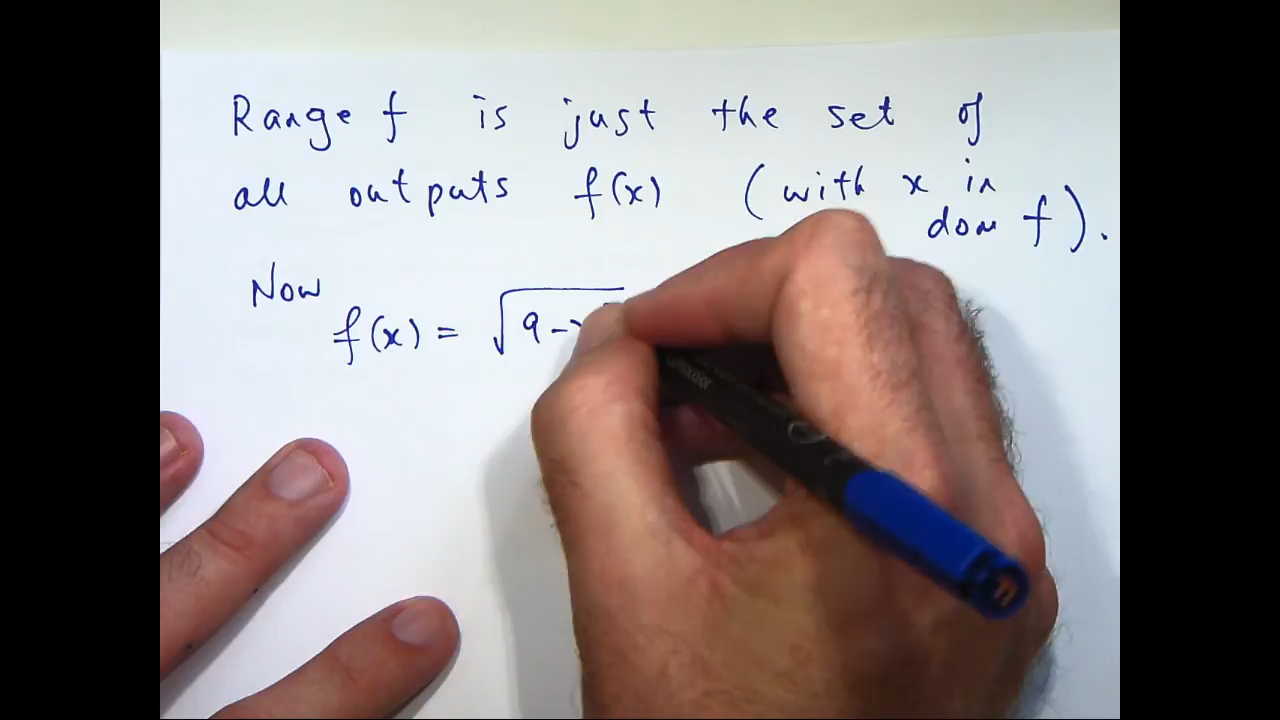 Range f is just the set of
all outputs f(x) (with x in
dom f).
Now
f(x) = √9-